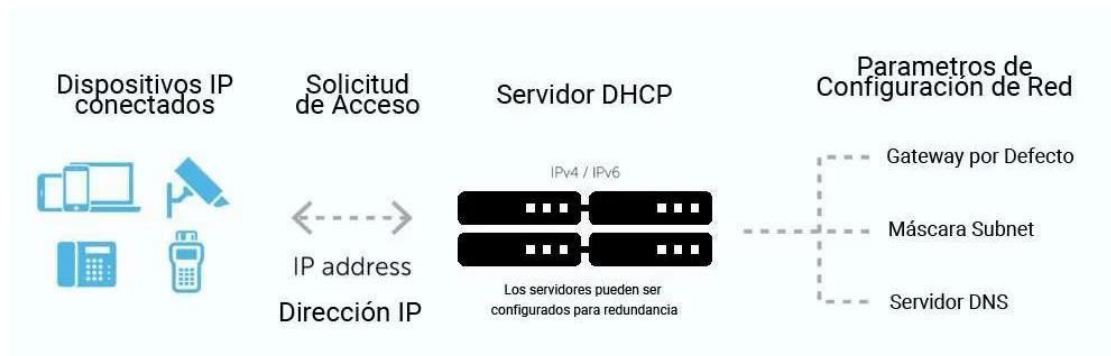 Dispositivos IP
conectados
Solicitud
de Acceso
Servidor DHCP
Parametros de
Configuración de Red
IPv4 / IPv6
Gateway por Defecto
Máscara Subnet
Servidor DNS
IP address
Dirección IP
Los servidores pueden ser
configurados para redundancia